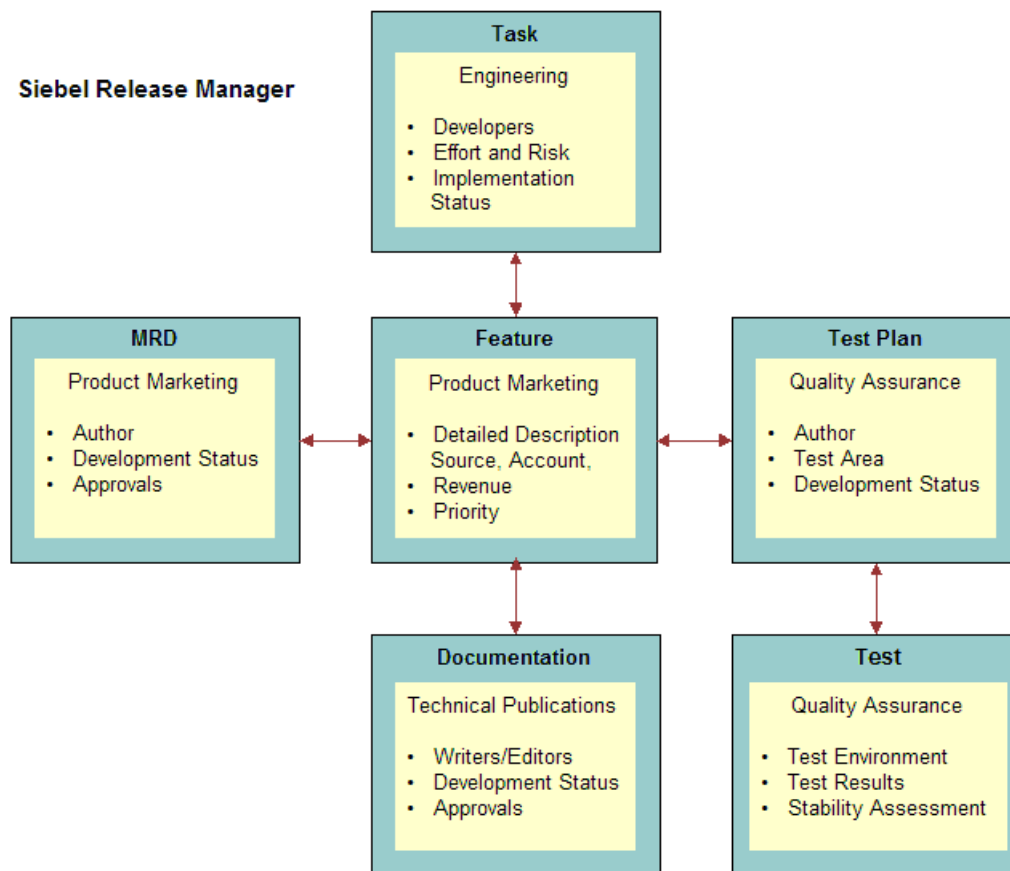 Task
Engineering
• Developers
• Effort and Risk
• Implementation
Status
Siebel Release Manager
MRD
Product Marketing
• Author
• Development Status
• Approvals
Feature
Product Marketing
• Detailed Description
Source, Account,
• Revenue
• Priority
Test Plan
Quality Assurance
• Author
• Test Area
• Development Status
Documentation
Technical Publications
• Writers/Editors
• Development Status
• Approvals
Test
Quality Assurance
• Test Environment
• Test Results
• Stability Assessment